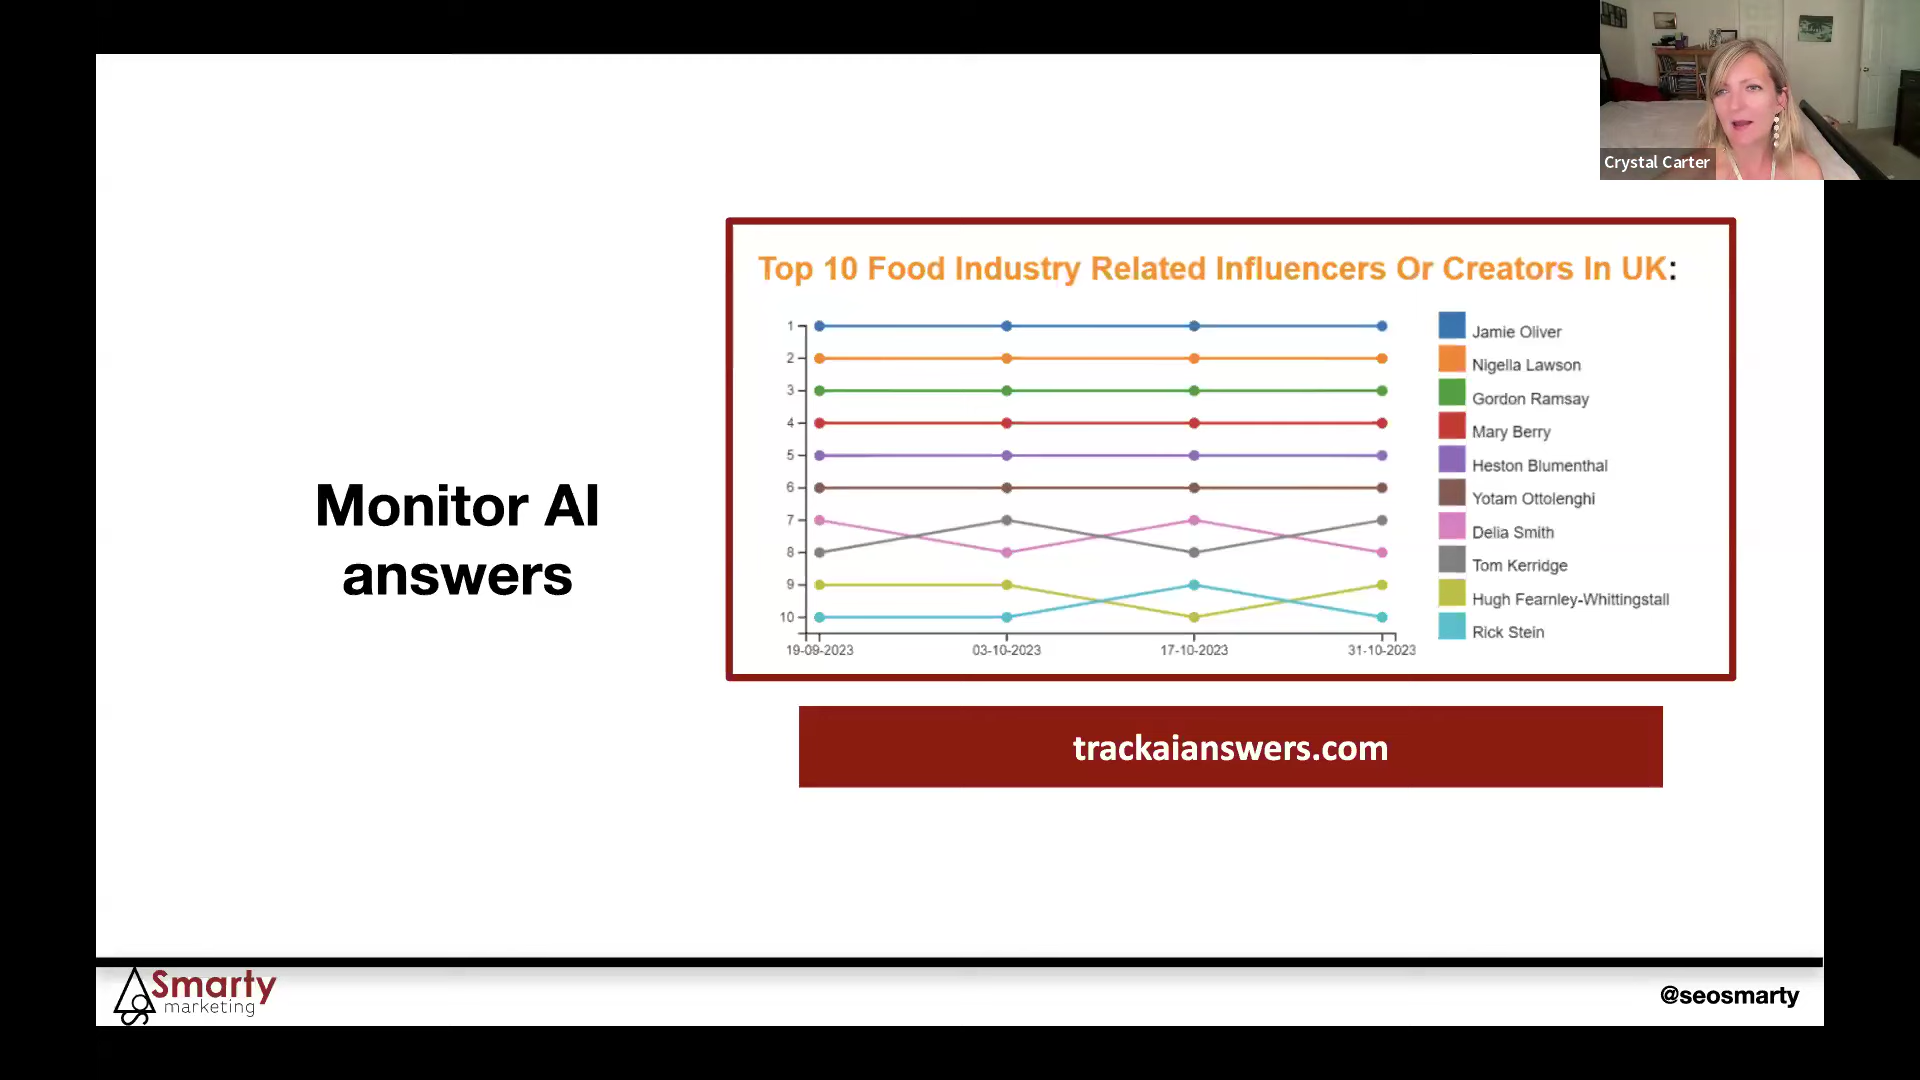 Crystal Carter
Monitor AI
answers
Top 10 Food Industry Related Influencers Or Creators In UK:
1
2
3
4
5
6
7
8
9
10
19-09-2023
03-10-2023
17-10-2023
31-10-2023
Jamie Oliver
Nigella Lawson
Gordon Ramsay
Mary Berry
Heston Blumenthal
Yotam Ottolenghi
Delia Smith
Tom Kerridge
Hugh Fearnley-Whittingstall
Rick Stein
trackaianswers.com
Smarty
marketing
@seosmarty